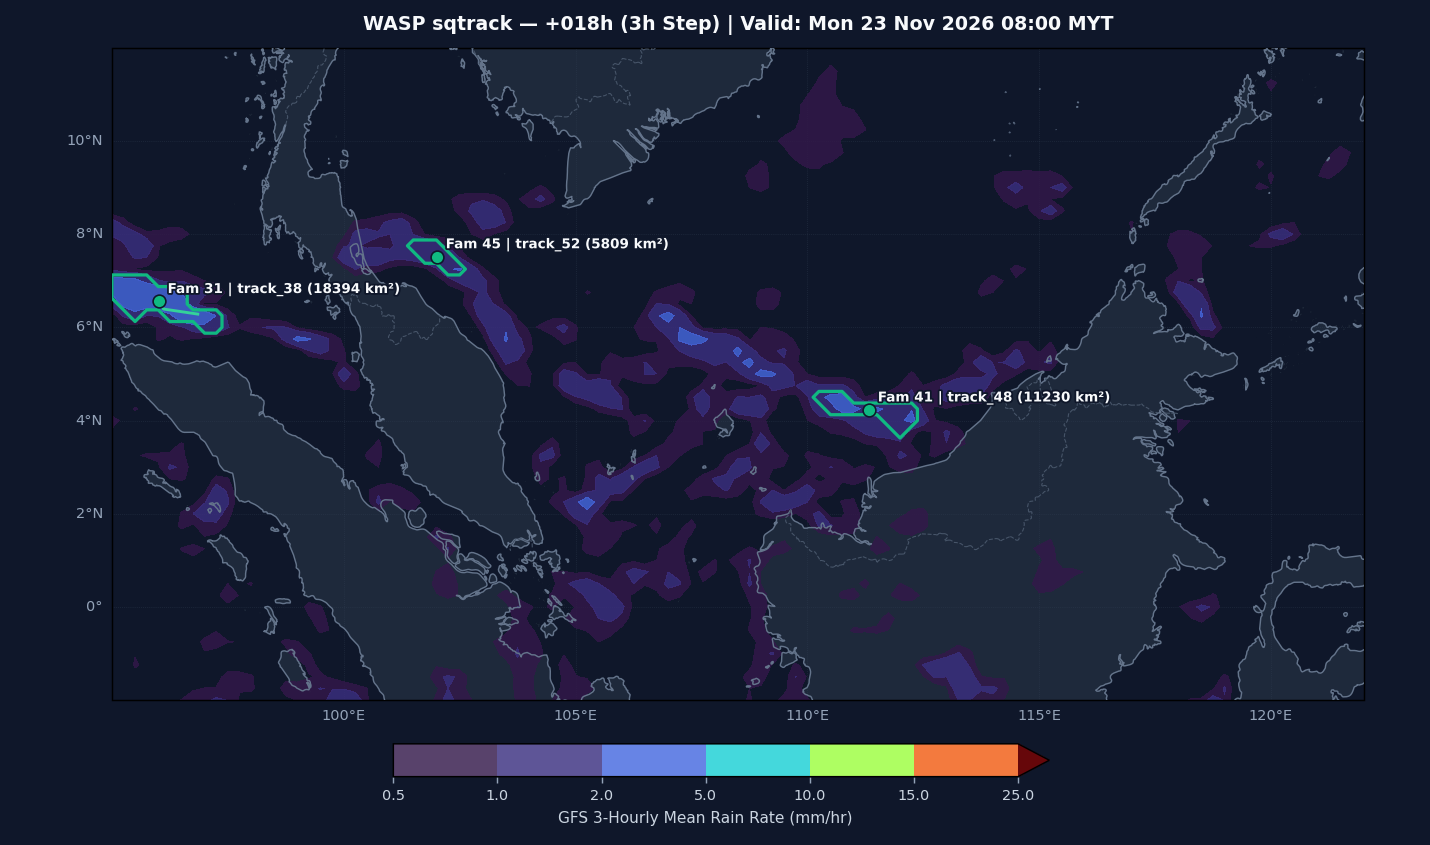 WASP sqtrack — +018h (3h Step) | Valid: Mon 23 Nov 2026 08:00 MYT
10°N
8°N
Fam 45 | track_52 (5809 km²)
Fam 31 | track_38 (18394 km²)
6°N
4°N
Fam 41 | track_48 (11230 km²)
2°N
0°
100°E 105°E 110°E 115°E 120°E
0.5 1.0 2.0 5.0 10.0 15.0 25.0
GFS 3-Hourly Mean Rain Rate (mm/hr)